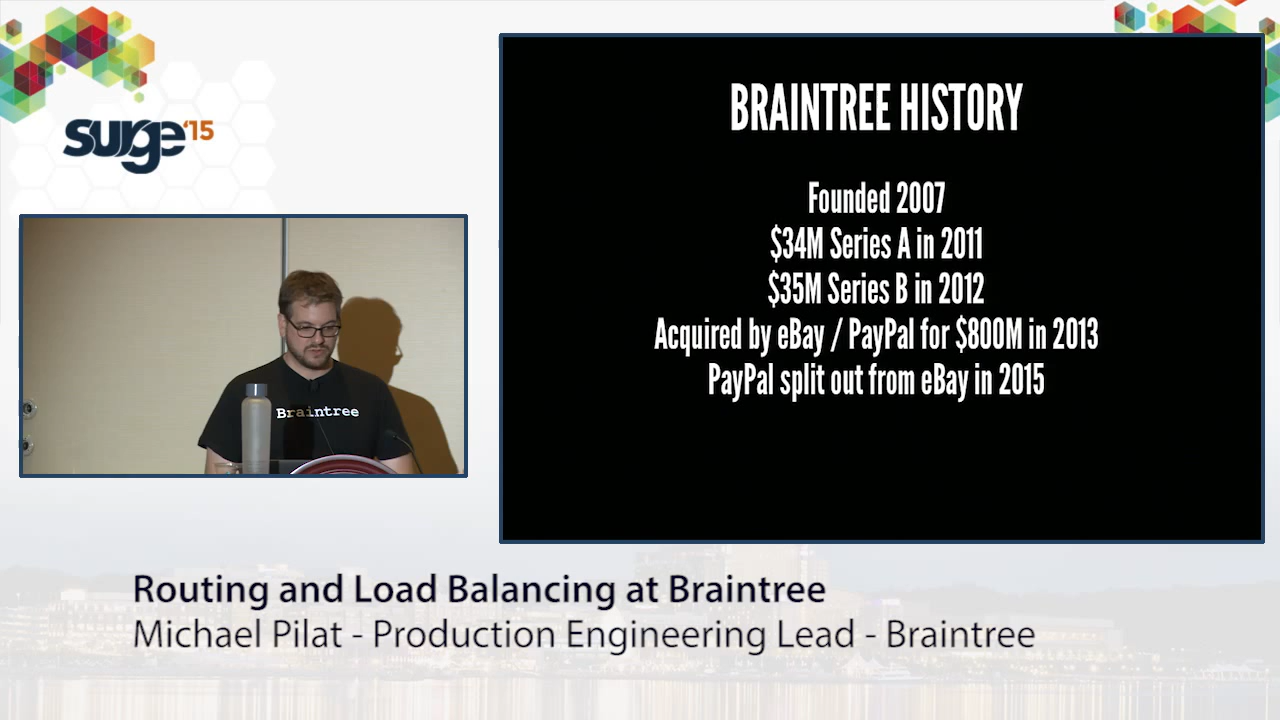 surge '15
BRAINTREE HISTORY
Founded 2007
$34M Series A in 2011
$35M Series B in 2012
Acquired by eBay / PayPal for $800M in 2013
PayPal split out from eBay in 2015
Braintree
Routing and Load Balancing at Braintree
Michael Pilat - Production Engineering Lead - Braintree